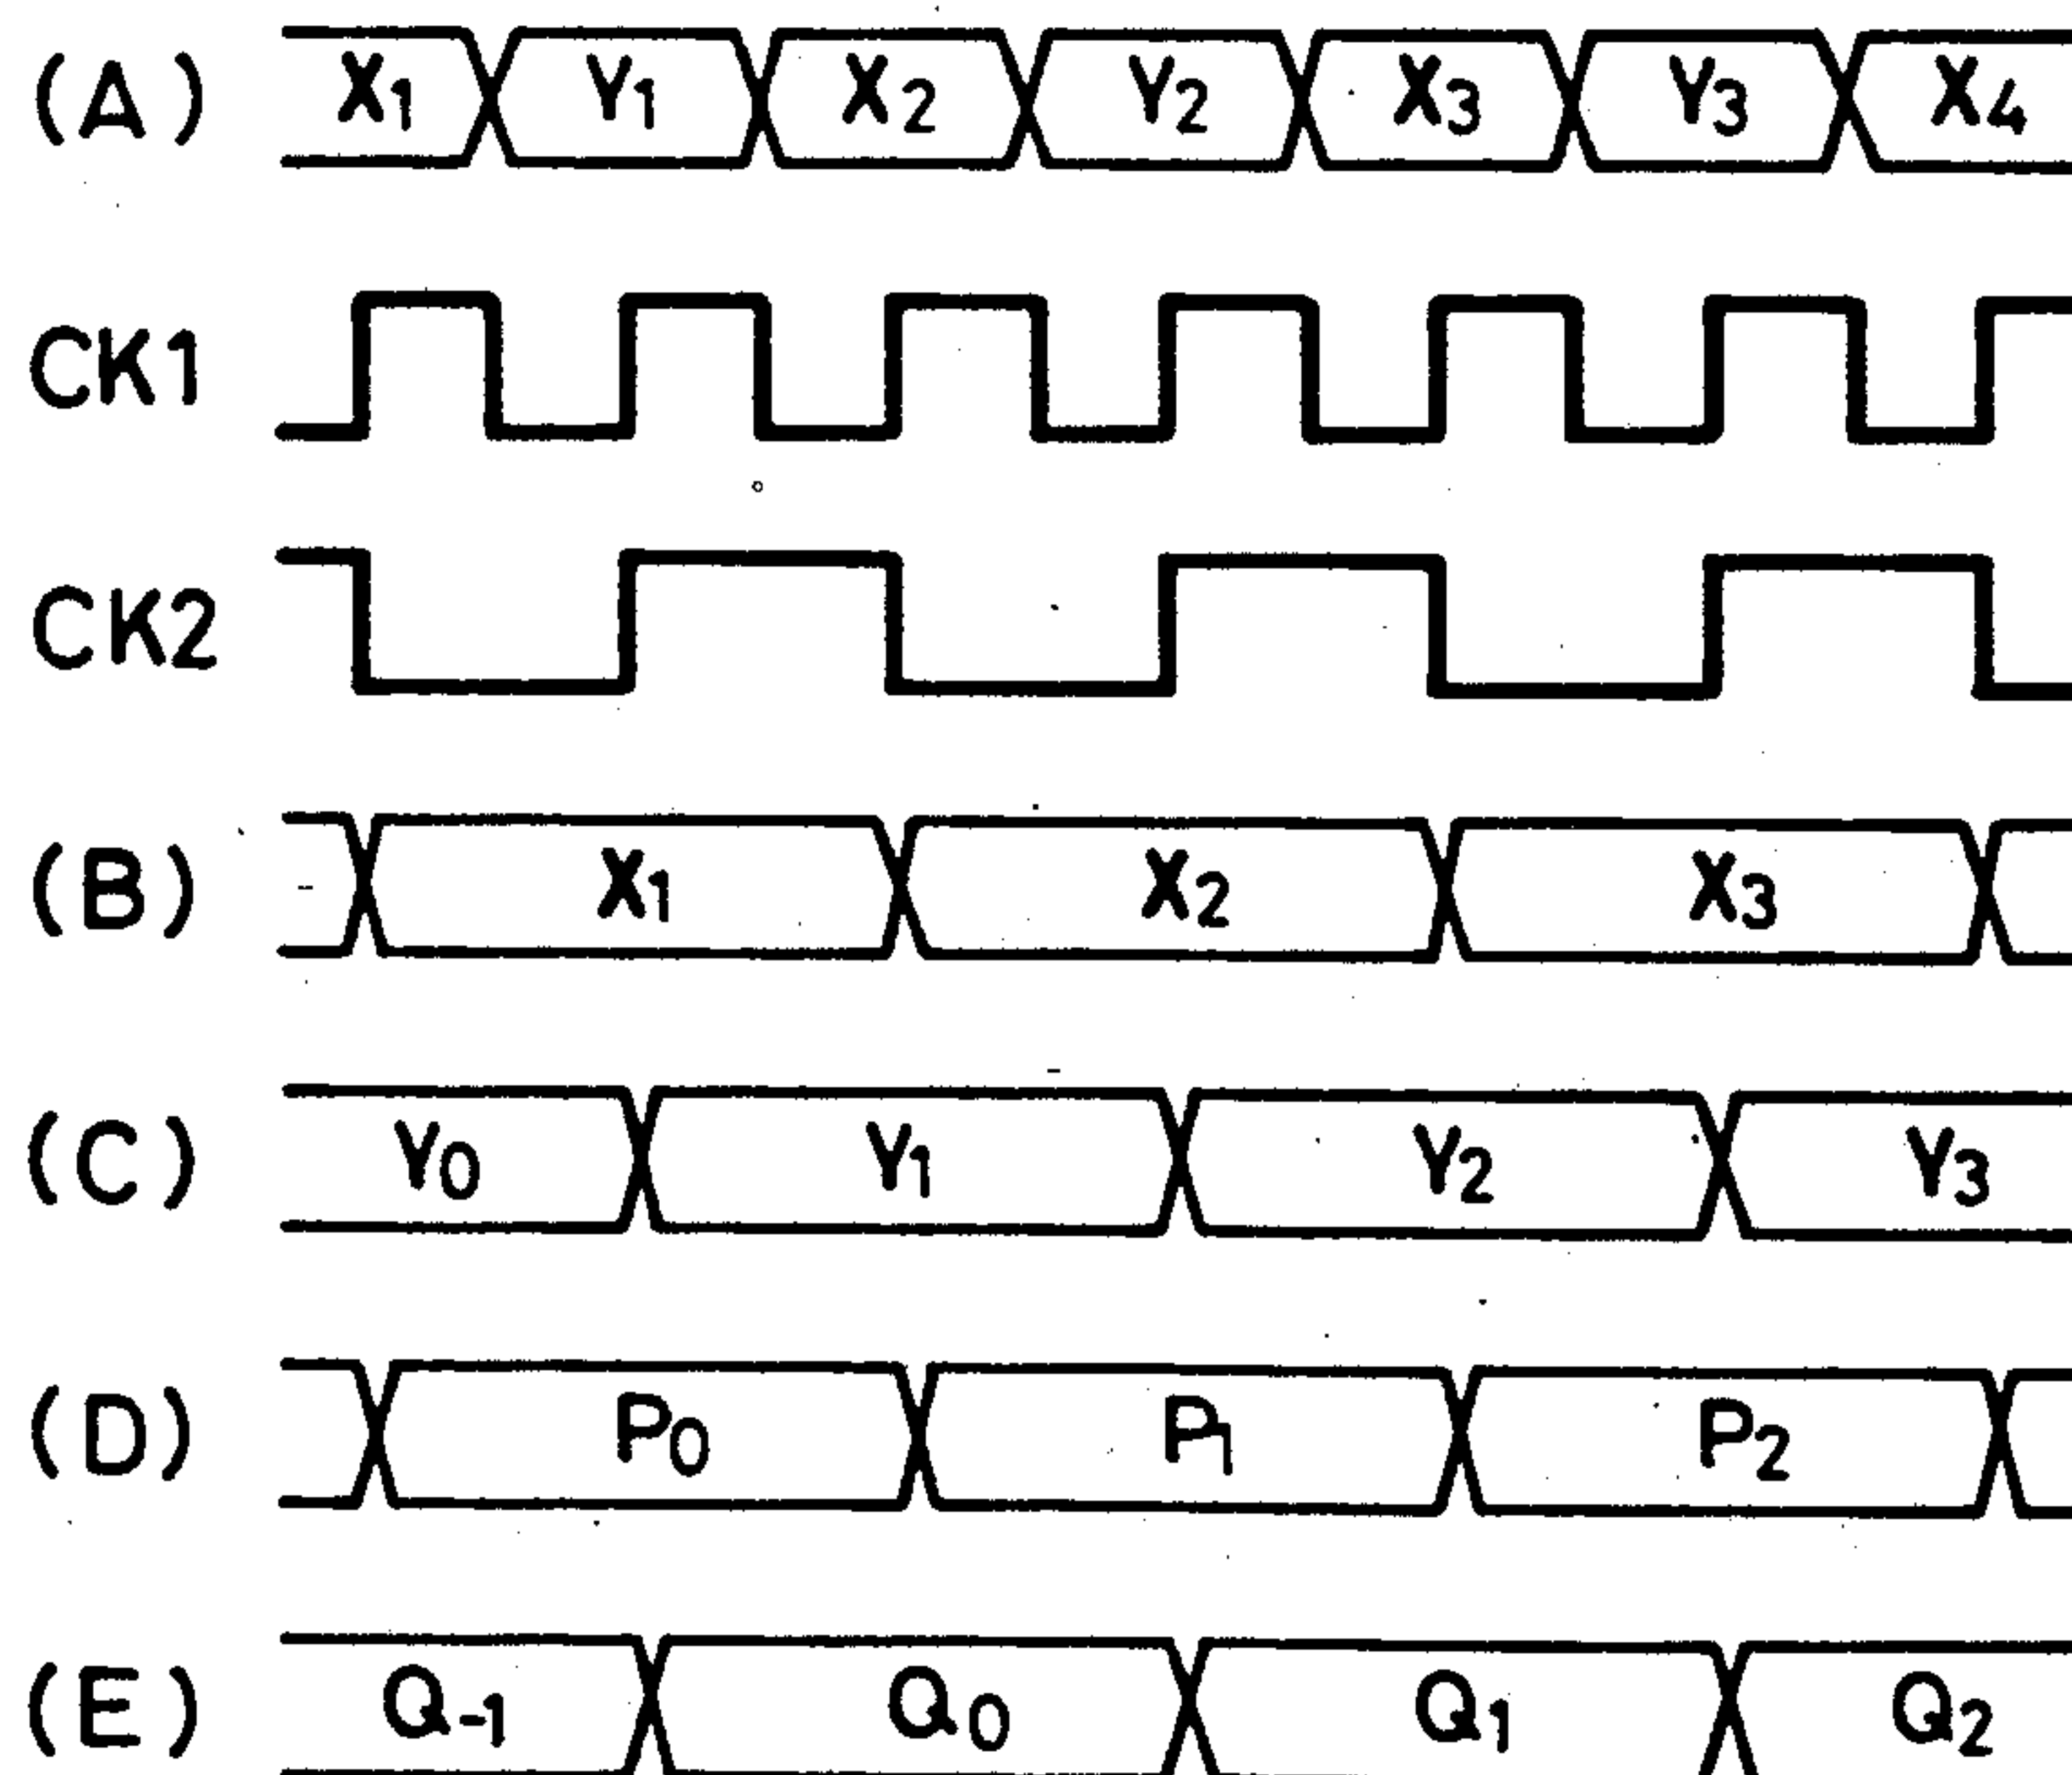 (A) X1 Y1 X2 Y2 X3 Y3 X4
CK1
CK2
(B) X1 X2 X3
(C) Y0 Y1 Y2 Y3
(D) P0 P1 P2
(E) Q-1 Q0 Q1 Q2